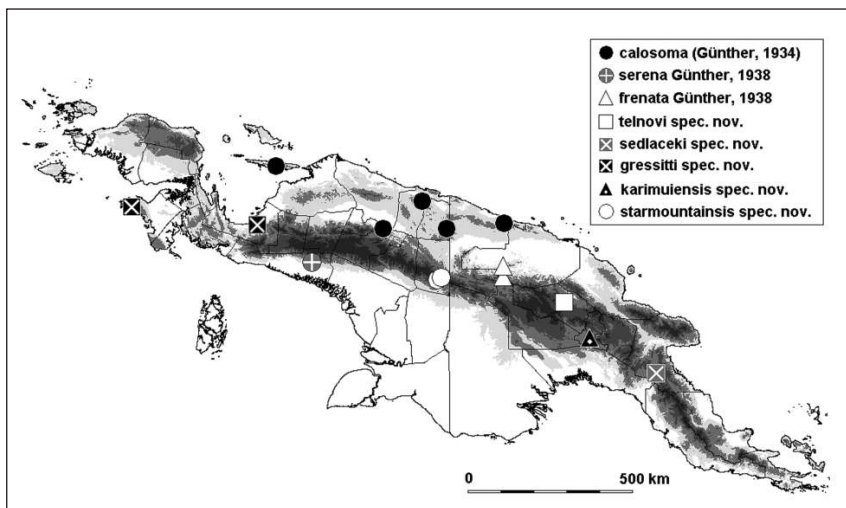 calosoma (Günther, 1934)
serena Günther, 1938
frenata Günther, 1938
telnovi spec. nov.
sedlaceki spec. nov.
gressitti spec. nov.
karimuiensis spec. nov.
starmountainsis spec. nov.
0 500 km